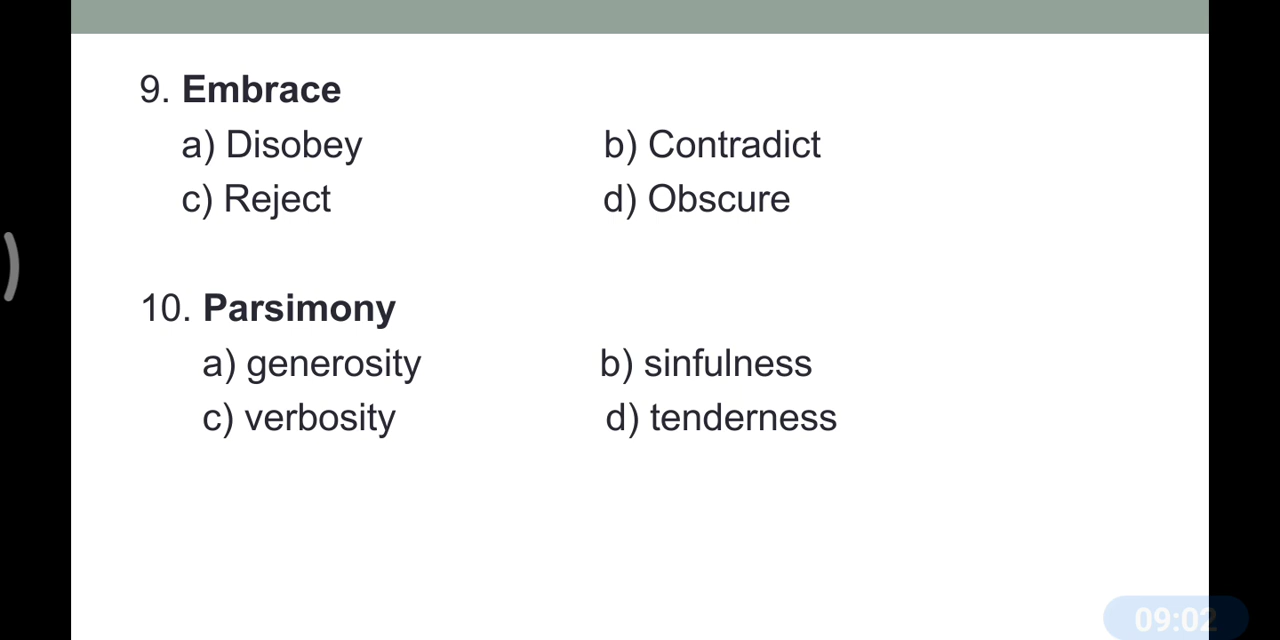 9. Embrace
a) Disobey b) Contradict
c) Reject d) Obscure
10. Parsimony
a) generosity b) sinfulness
c) verbosity d) tenderness
09:02